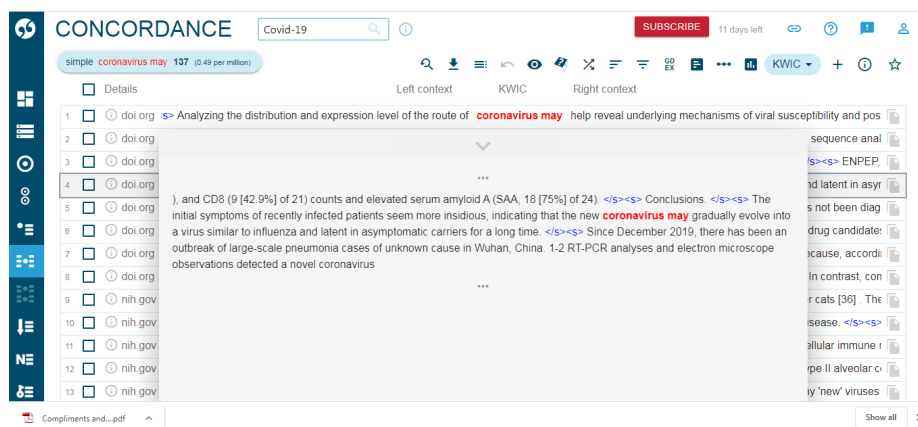 CONCORDANCE Covid-19 SUBSCRIBE 11 days left
simple coronavirus may 137 (0.49 per million) GD EX KWIC
Details Left context KWIC Right context
1 doi.org :s> Analyzing the distribution and expression level of the route of coronavirus may help reveal underlying mechanisms of viral susceptibility and pos
2 doi.org sequence anal
3 doi.org /s><s> ENPEP,
4 doi.org nd latent in asyr
5 doi.org s not been diag
6 doi.org drug candidate
7 doi.org ecause, accordi
8 doi.org In contrast, con
9 nih.gov r cats [36] . The
10 nih.gov isease. </s><s>
11 nih.gov ellular immune r
12 nih.gov pe II alveolar c
13 nih.gov ny 'new' viruses
), and CD8 (9 [42.9%] of 21) counts and elevated serum amyloid A (SAA, 18 [75%] of 24). </s><s> Conclusions. </s><s> The
initial symptoms of recently infected patients seem more insidious, indicating that the new coronavirus may gradually evolve into
a virus similar to influenza and latent in asymptomatic carriers for a long time. </s><s> Since December 2019, there has been an
outbreak of large-scale pneumonia cases of unknown cause in Wuhan, China. 1-2 RT-PCR analyses and electron microscope
observations detected a novel coronavirus
Compliments and....pdf Show all